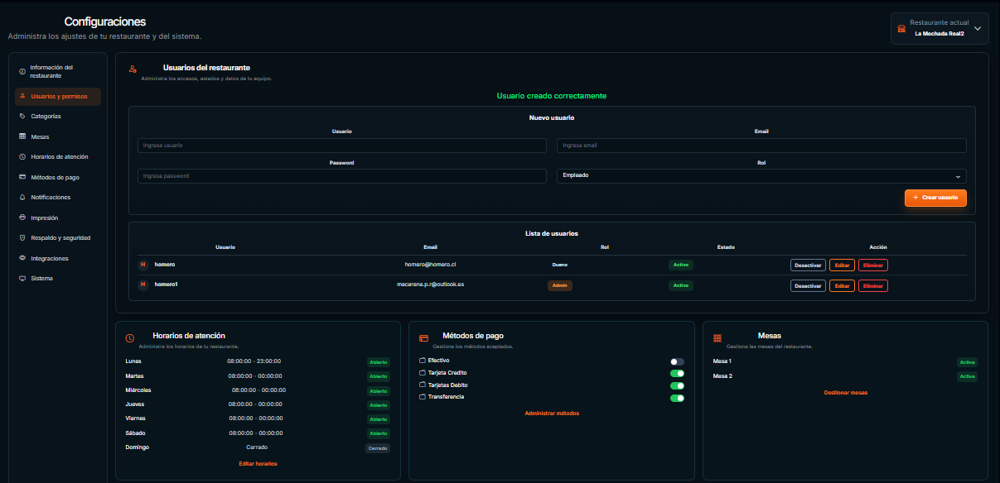 Configuraciones
Administra los ajustes de tu restaurante y del sistema.
Restaurante actual
La Mechada Real2
Información del
restaurante
Usuarios y permisos
Categorías
Mesas
Horarios de atención
Métodos de pago
Notificaciones
Impresión
Respaldo y seguridad
Integraciones
Sistema
Usuarios del restaurante
Administra los accesos, estados y datos de tu equipo.
Usuario creado correctamente
Nuevo usuario
Usuario Email
Ingrese usuario Ingrese email
Password Rol
Ingrese password Empleado
+ Crear usuario
Lista de usuarios
Usuario Email Rol Estado Acción
H homero homero@homero.cl Dueno Activo Desactivar Editar Eliminar
H homero1 macarena.p.r@outlook.es Admin Activo Desactivar Editar Eliminar
Horarios de atención
Administra los horarios de tu restaurante.
Lunes 08:00:00 - 23:00:00 Abierto
Martes 08:00:00 - 00:00:00 Abierto
Miércoles 08:00:00 - 00:00:00 Abierto
Jueves 08:00:00 - 00:00:00 Abierto
Viernes 08:00:00 - 00:00:00 Abierto
Sábado 08:00:00 - 00:00:00 Abierto
Domingo Cerrado Cerrado
Editar horarios
Métodos de pago
Gestiona los métodos aceptados.
Efectivo
Tarjeta Credito
Tarjetas Debito
Transferencia
Administrar métodos
Mesas
Gestiona las mesas del restaurante.
Mesa 1 Activa
Mesa 2 Activa
Gestionar mesas